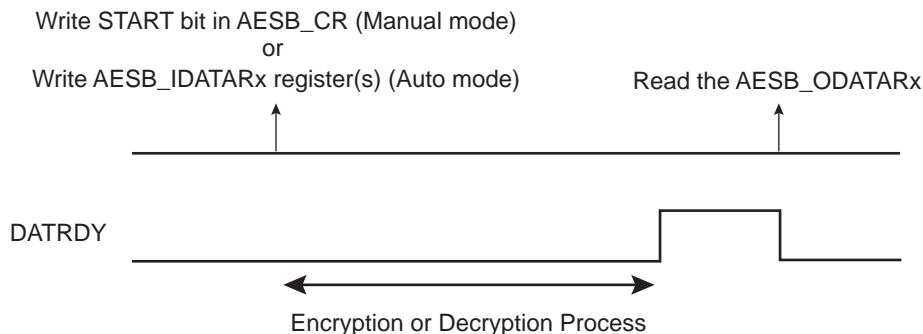 Write START bit in AESB_CR (Manual mode)
or
Write AESB_IDATARx register(s) (Auto mode)
Read the AESB_ODATARx
DATRDY
Encryption or Decryption Process